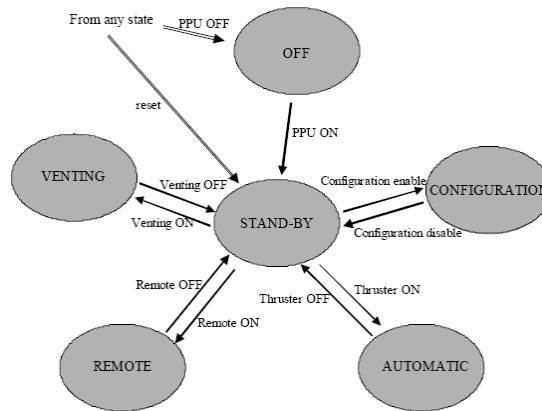 From any state
PPU OFF
OFF
reset
PPU ON
VENTING
Venting OFF
Venting ON
STAND-BY
Configuration enable
CONFIGURATION
Configuration disable
Remote OFF
Remote ON
Thruster ON
Thruster OFF
REMOTE
AUTOMATIC